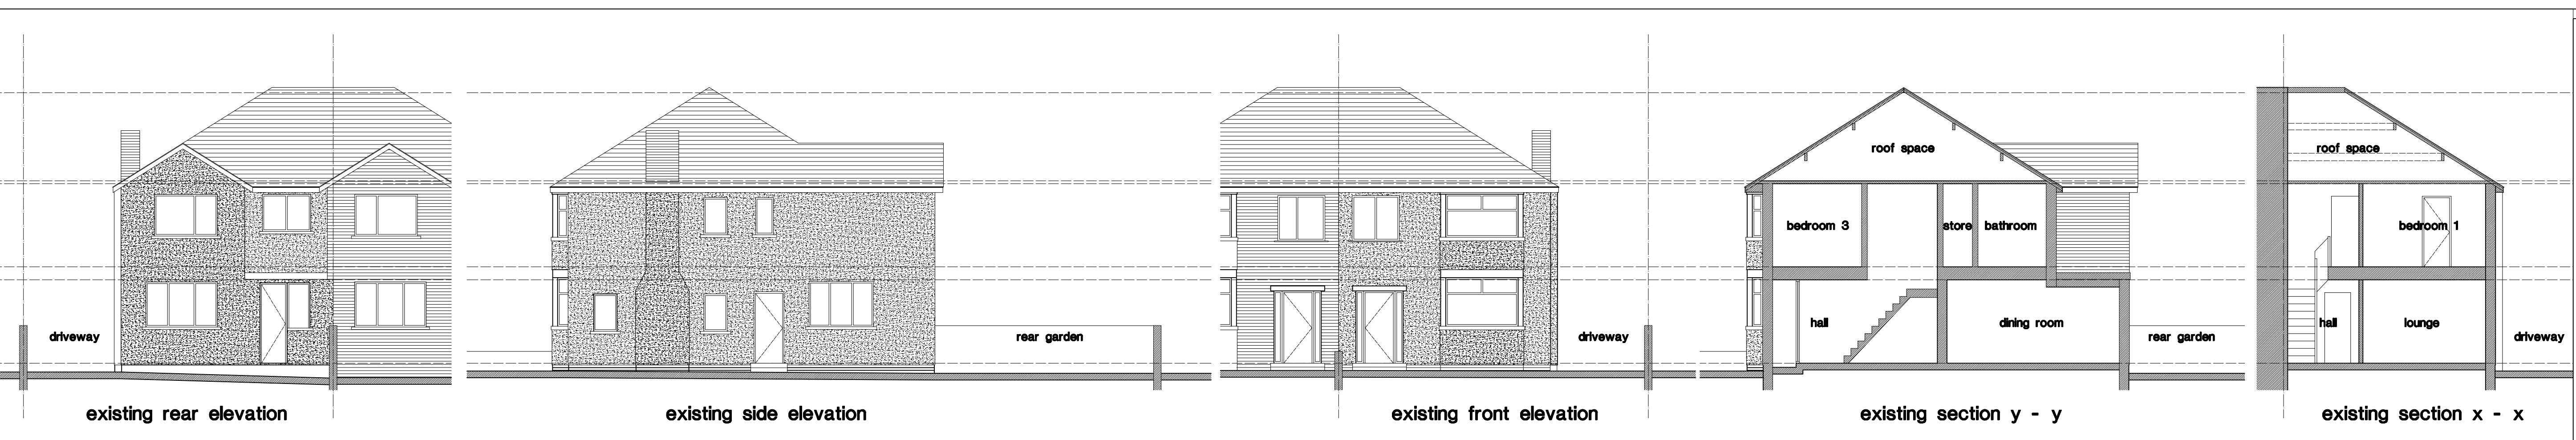 driveway
existing rear elevation
rear garden
existing side elevation
driveway
existing front elevation
roof space
bedroom 3
store
bathroom
hall
dining room
rear garden
existing section y - y
roof space
bedroom 1
hall
lounge
driveway
existing section x - x